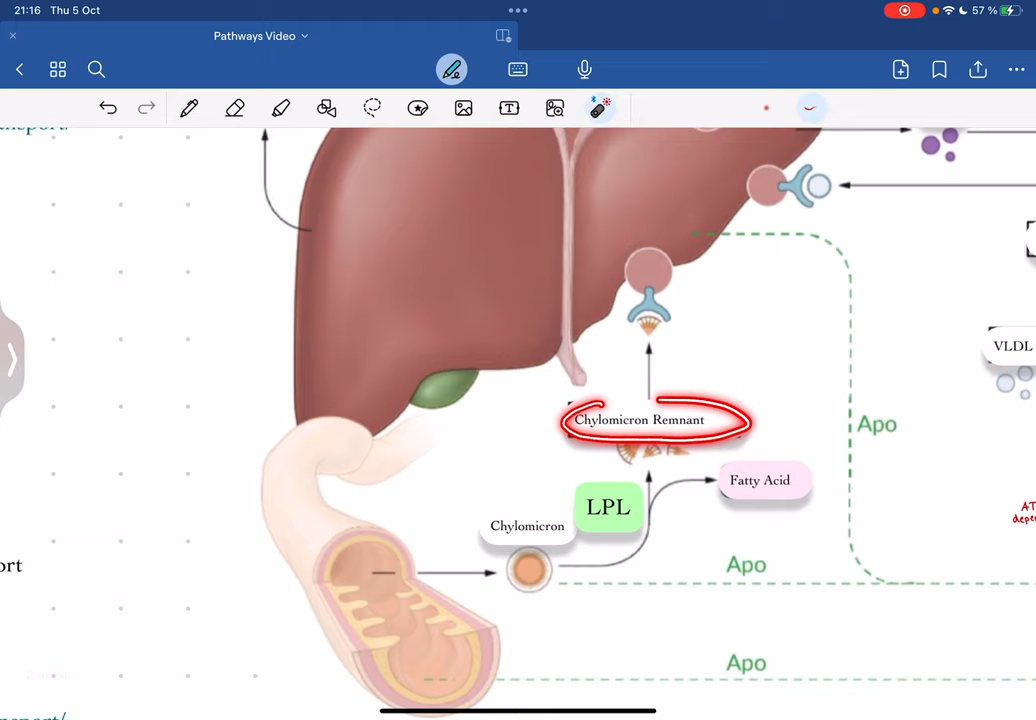 21:16 Thu 5 Oct
57 %
Pathways Video
T
Apo
VLDL
Chylomicron Remnant
Fatty Acid
LPL
Chylomicron
Apo
ort
Apo